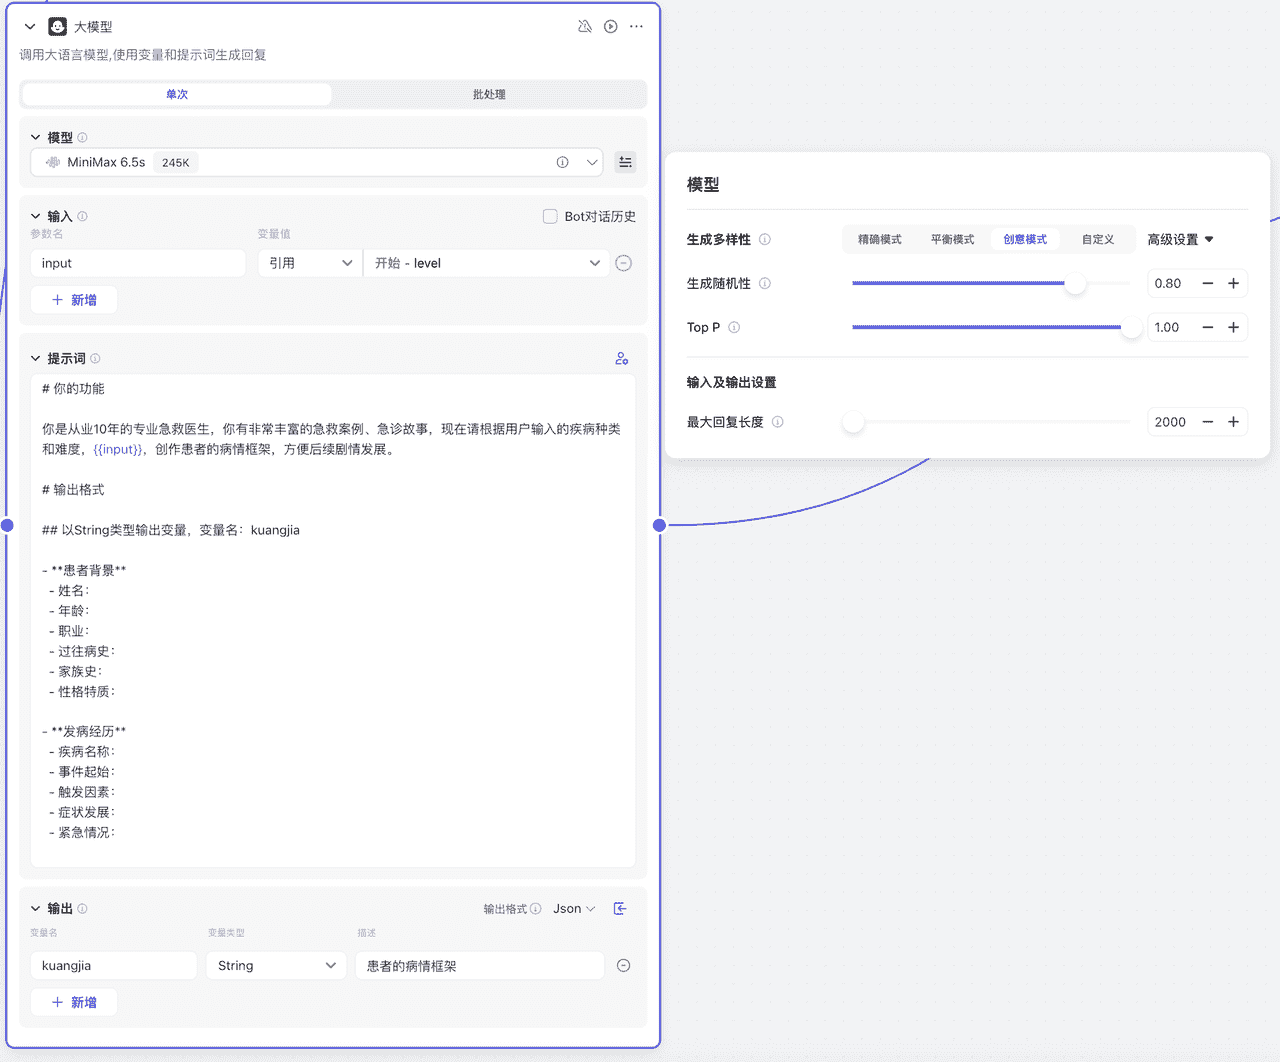 大模型
调用大语言模型,使用变量和提示词生成回复
单次
批处理
模型
MiniMax 6.5s 245K
输入
Bot对话历史
参数名
变量值
input
引用
开始 - level
新增
提示词
# 你的功能
你是从业10年的专业急救医生，你有非常丰富的急救案例、急诊故事，现在请根据用户输入的疾病种类
和难度，{{input}}，创作患者的病情框架，方便后续剧情发展。
# 输出格式
## 以String类型输出变量，变量名：kuangjia
- **患者背景**
- 姓名：
- 年龄：
- 职业：
- 过往病史：
- 家族史：
- 性格特质：
- **发病经历**
- 疾病名称：
- 事件起始：
- 触发因素：
- 症状发展：
- 紧急情况：
输出
输出格式
Json
变量名
变量类型
描述
kuangjia
String
患者的病情框架
新增
模型
生成多样性
精确模式
平衡模式
创意模式
自定义
高级设置
生成随机性
0.80
Top P
1.00
输入及输出设置
最大回复长度
2000